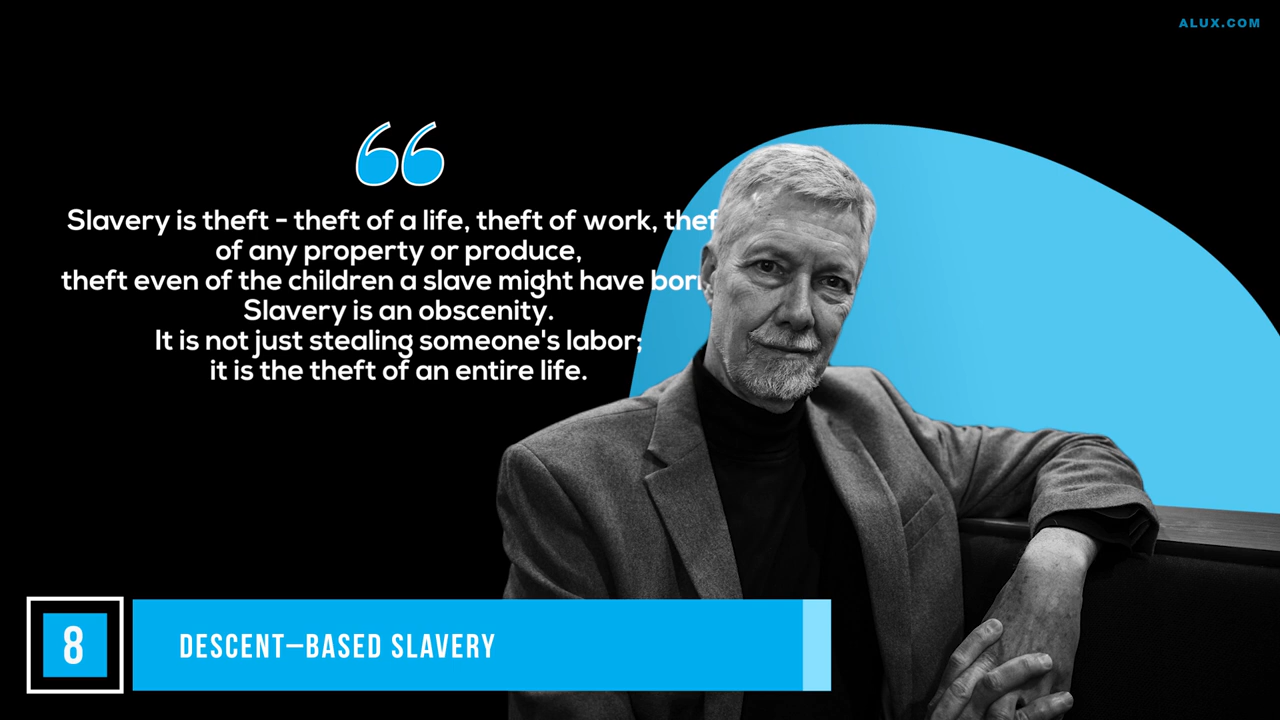 ALUX.COM
Slavery is theft - theft of a life, theft of work, thef
of any property or produce,
theft even of the children a slave might have bor
Slavery is an obscenity.
It is not just stealing someone's labor;
it is the theft of an entire life.
8
DESCENT–BASED SLAVERY